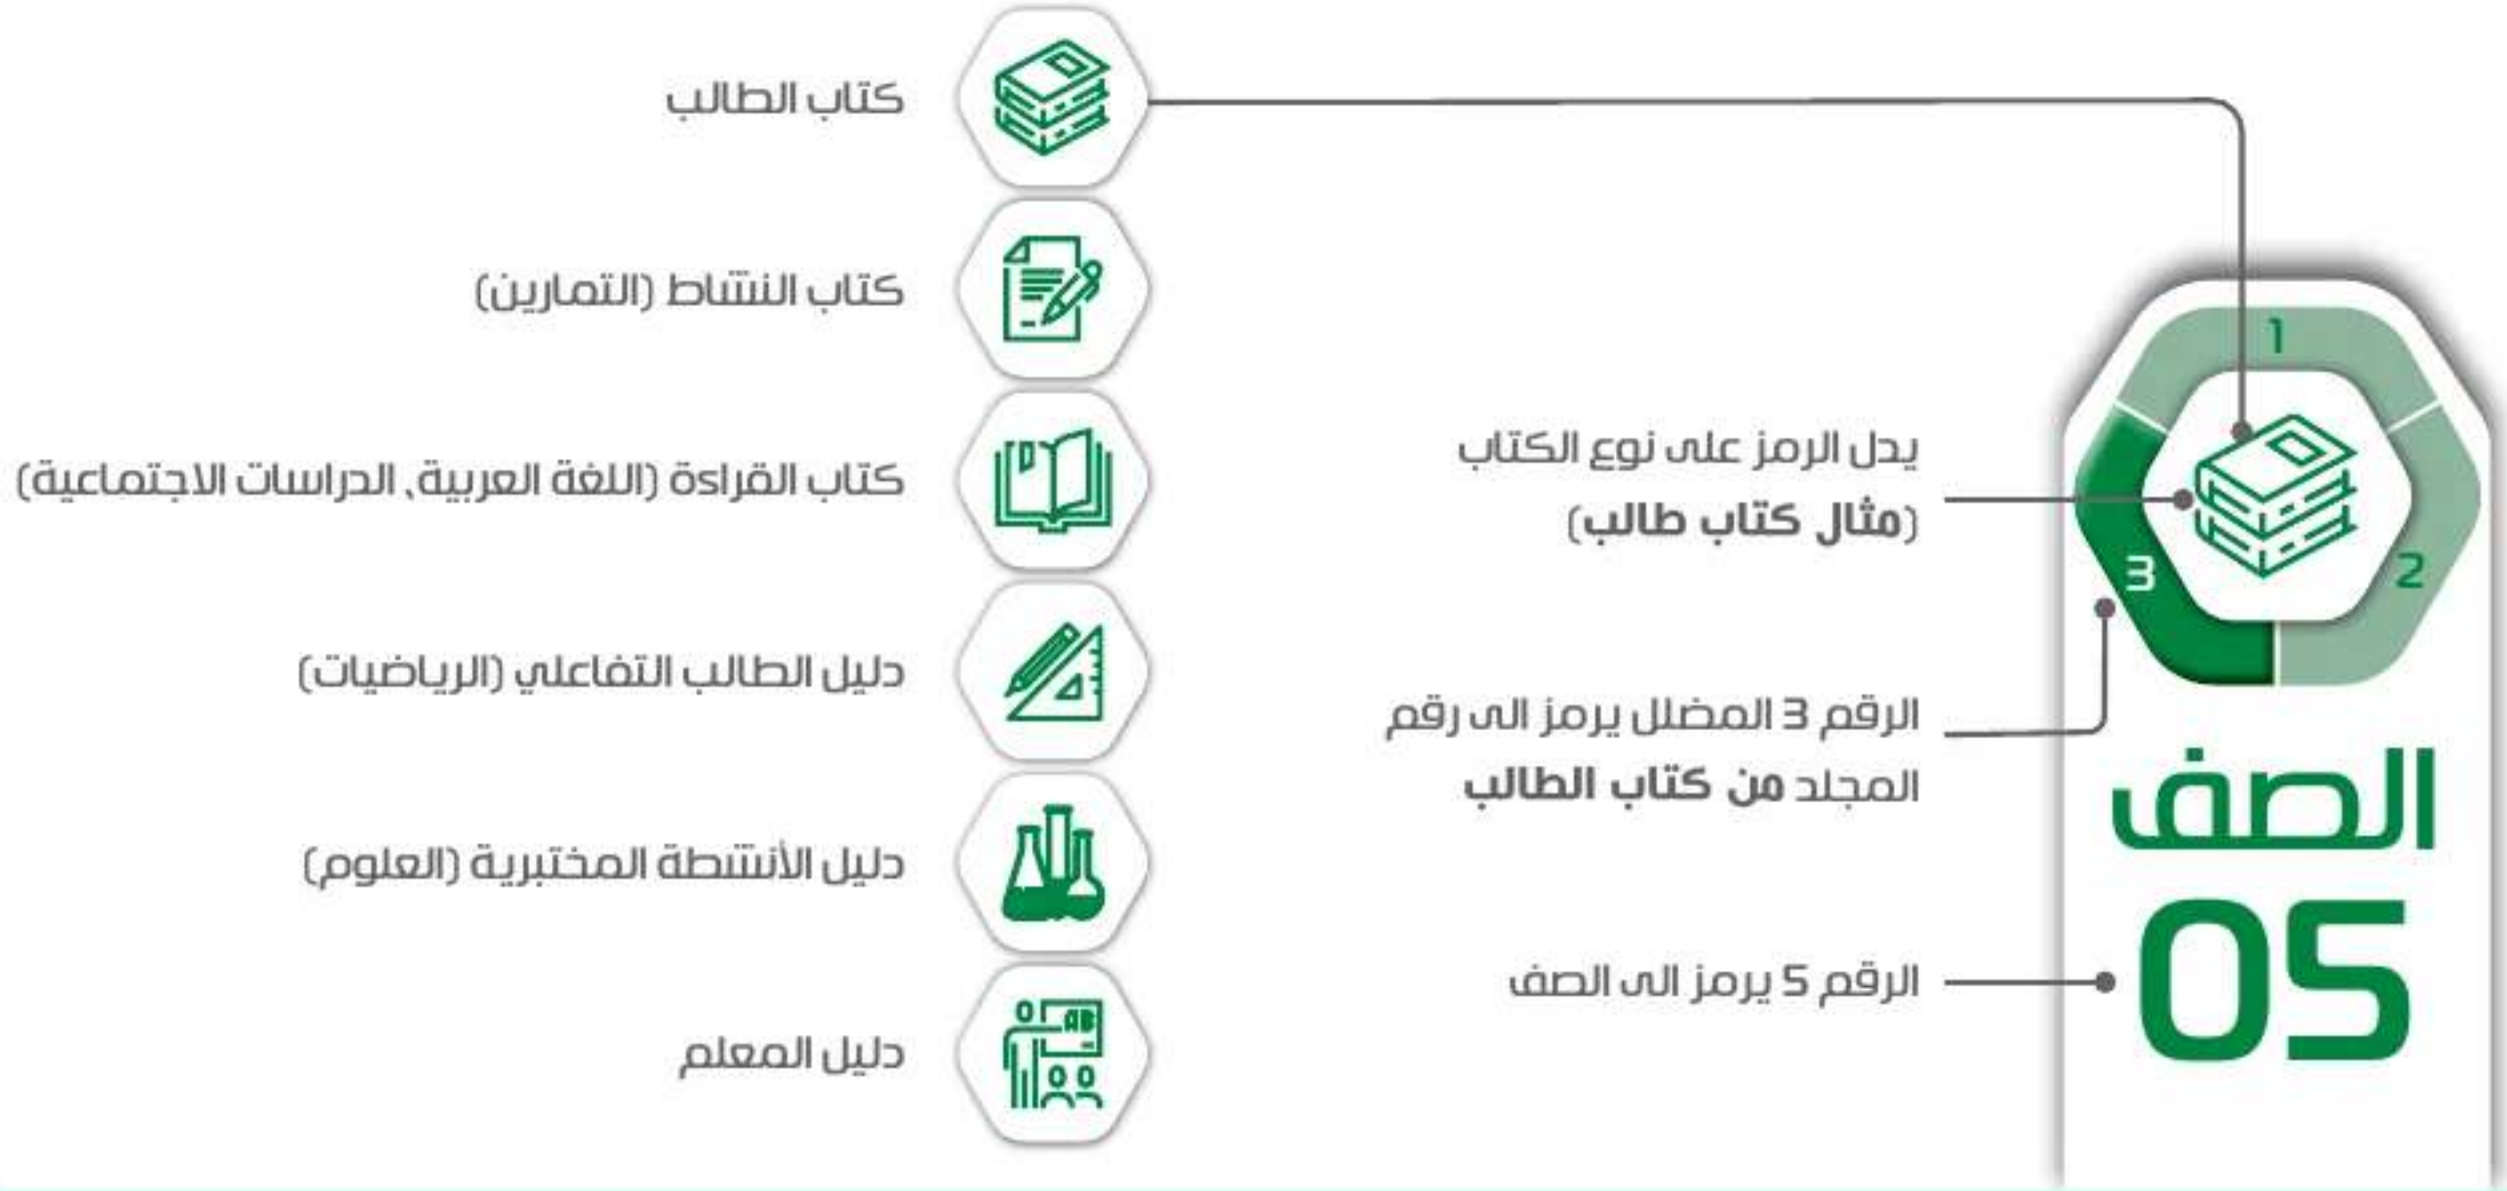 1
2
3
الصف
05
يدل الرمز على نوع الكتاب
(مثال كتاب طالب)
الرقم 3 المضلل يرمز الى رقم
المجلد من كتاب الطالب
الرقم 5 يرمز الى الصف
كتاب الطالب
كتاب النشاط (التمارين)
كتاب القراءة (اللغة العربية, الدراسات الاجتماعية)
دليل الطالب التفاعلي (الرياضيات)
دليل الأنشطة المختبرية (العلوم)
AB
دليل المعلم